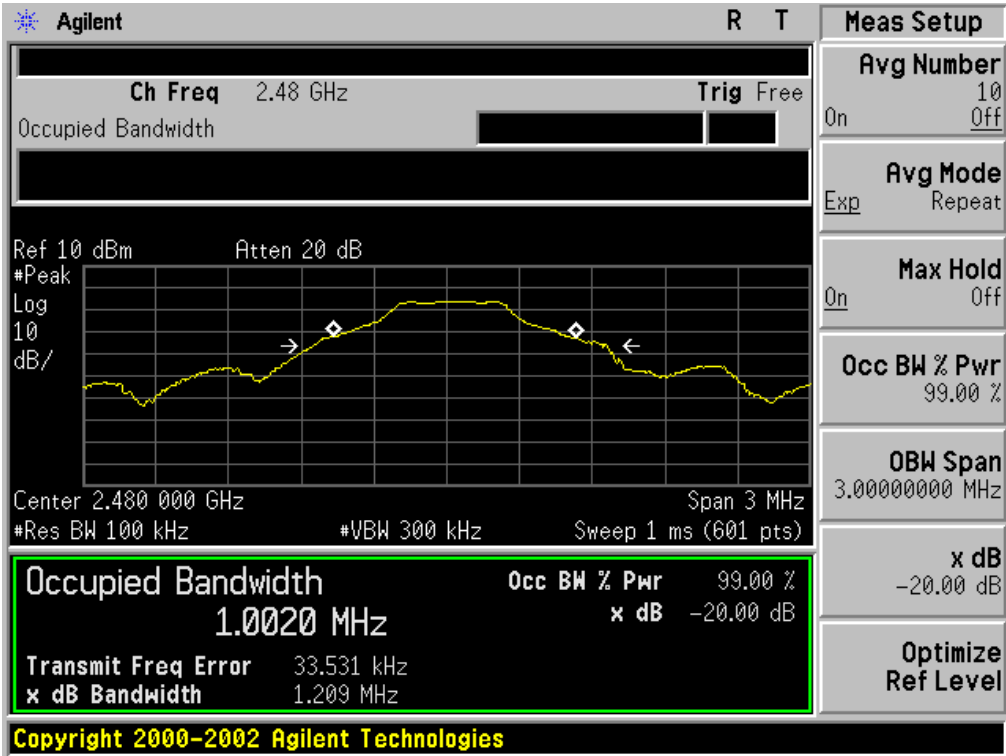 Agilent R T
Meas Setup
Ch Freq 2.48 GHz Trig Free
Occupied Bandwidth
Ref 10 dBm Atten 20 dB
#Peak
Log
10
dB/
Center 2.480 000 GHz Span 3 MHz
#Res BW 100 kHz #VBW 300 kHz Sweep 1 ms (601 pts)
Occupied Bandwidth
1.0020 MHz
Occ BW % Pwr 99.00 %
x dB -20.00 dB
Transmit Freq Error 33.531 kHz
x dB Bandwidth 1.209 MHz
Avg Number
10
On Off
Avg Mode
Exp Repeat
Max Hold
On Off
Occ BW % Pwr
99.00 %
OBW Span
3.00000000 MHz
x dB
-20.00 dB
Optimize
Ref Level
Copyright 2000-2002 Agilent Technologies